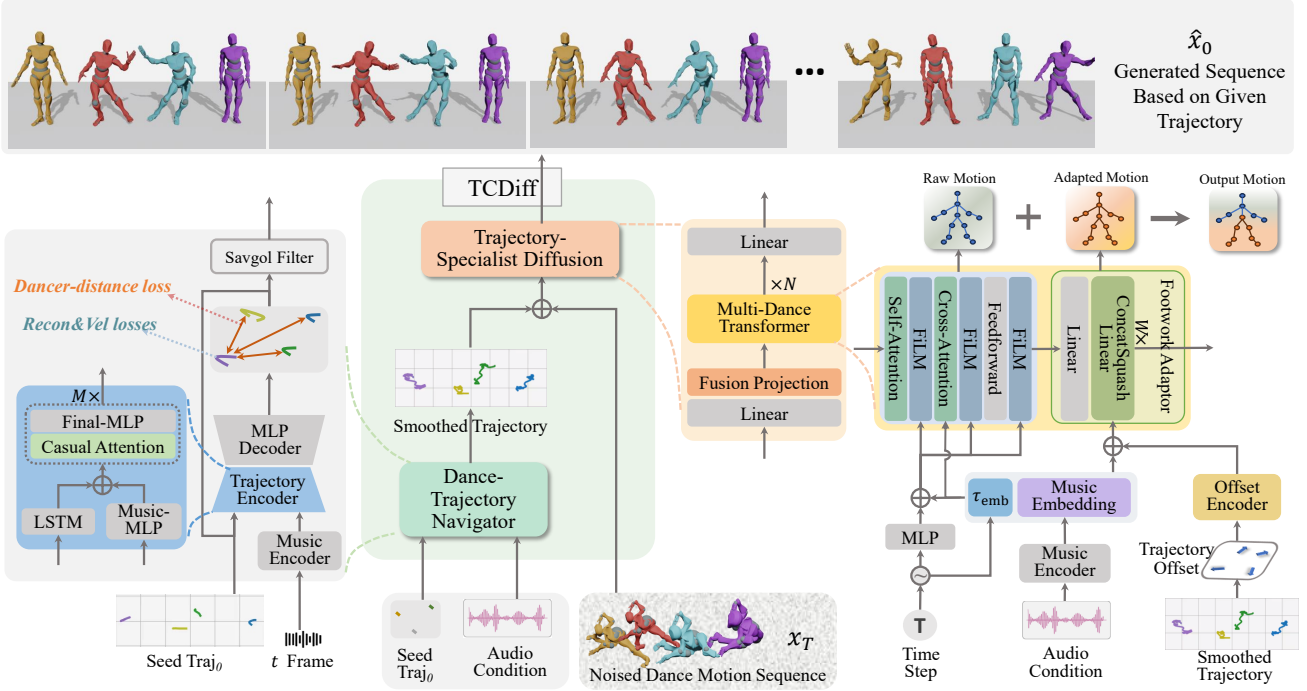 x̂₀
Generated Sequence
Based on Given
Trajectory
TCDiff
Trajectory-
Specialist Diffusion
Smoothed Trajectory
Dance-
Trajectory
Navigator
Seed
Traj₀
Audio
Condition
x_T
Noised Dance Motion Sequence
Savgol Filter
Dancer-distance loss
Recon&Vel losses
M×
Final-MLP
Casual Attention
LSTM
Music-
MLP
MLP
Decoder
Trajectory
Encoder
Music
Encoder
Seed Traj₀
t Frame
Linear
×N
Multi-Dance
Transformer
Fusion Projection
Linear
Raw Motion
Adapted Motion
Output Motion
Self-Attention
FiLM
Cross-Attention
FiLM
Feedforward
FiLM
Linear
ConcatSquash
Linear
W×
Footwork Adaptor
τemb
Music
Embedding
MLP
T
Time
Step
Music
Encoder
Audio
Condition
Offset
Encoder
Trajectory
Offset
Smoothed
Trajectory